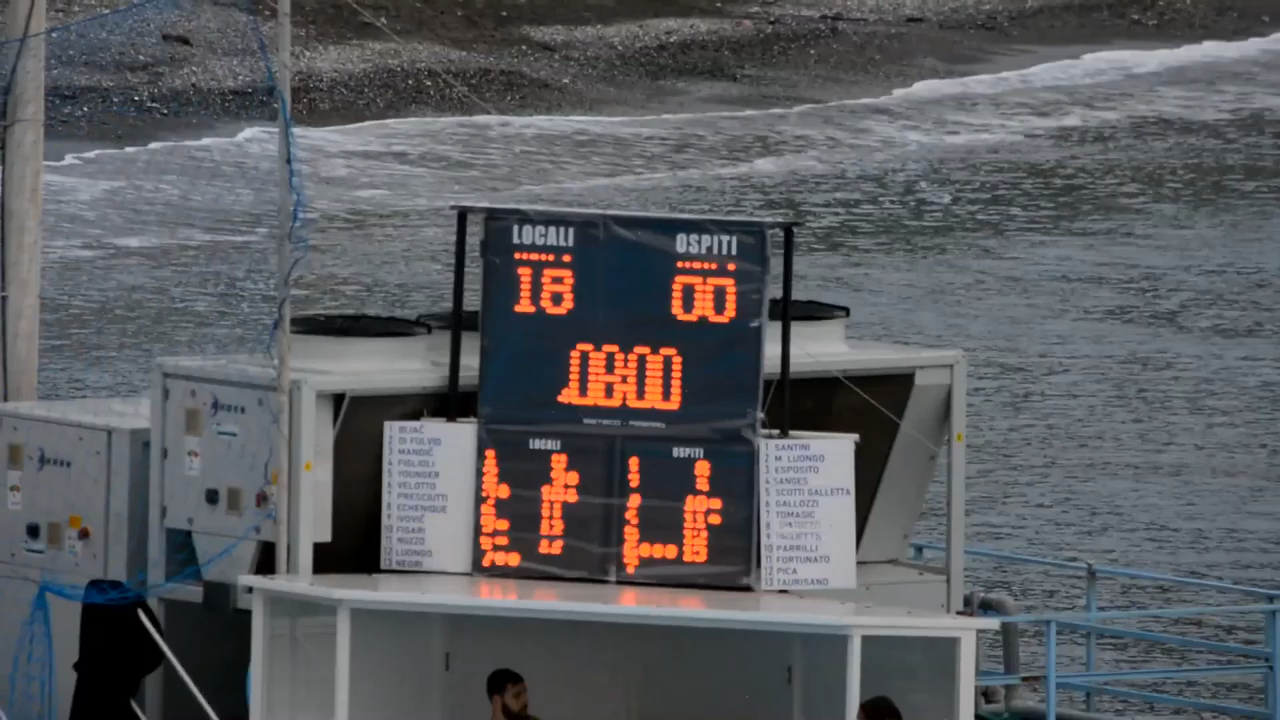 LOCALI OSPITI
18 00
LOCALI OSPITI
1 BIJAČ
2 DI FULVIO
3 MANDIĆ
4 FIGLIOLI
5 YOUNGER
6 VELOTTO
7 PRESCIUTTI
8 ECHENIQUE
9 IVOVIĆ
10 FIGARI
11 NUZZO
12 LUONGO
13 NEGRI
1 SANTINI
2 M. LUONGO
3 ESPOSITO
4 SANGES
5 SCOTTI GALLETTA
6 GALLOZZI
7 TOMASIC
8
9
10 PARRILLI
11 FORTUNATO
12 PICA
13 TAURISANO